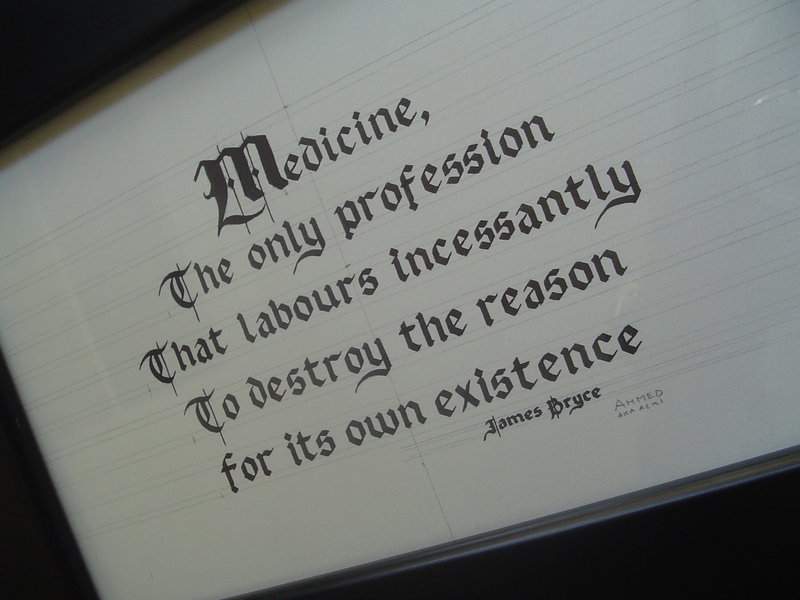 Medicine,
The only profession
That labours incessantly
To destroy the reason
for its own existence
James Bryce
AHMED
AKA ACKI